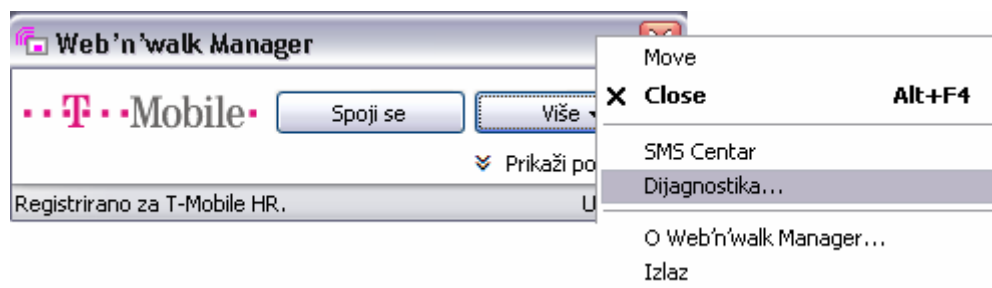 Web'n'walk Manager
T Mobile
Spoji se
Više
Prikaži po
Registrirano za T-Mobile HR.
U
Move
Close Alt+F4
SMS Centar
Dijagnostika...
O Web'n'walk Manager...
Izlaz